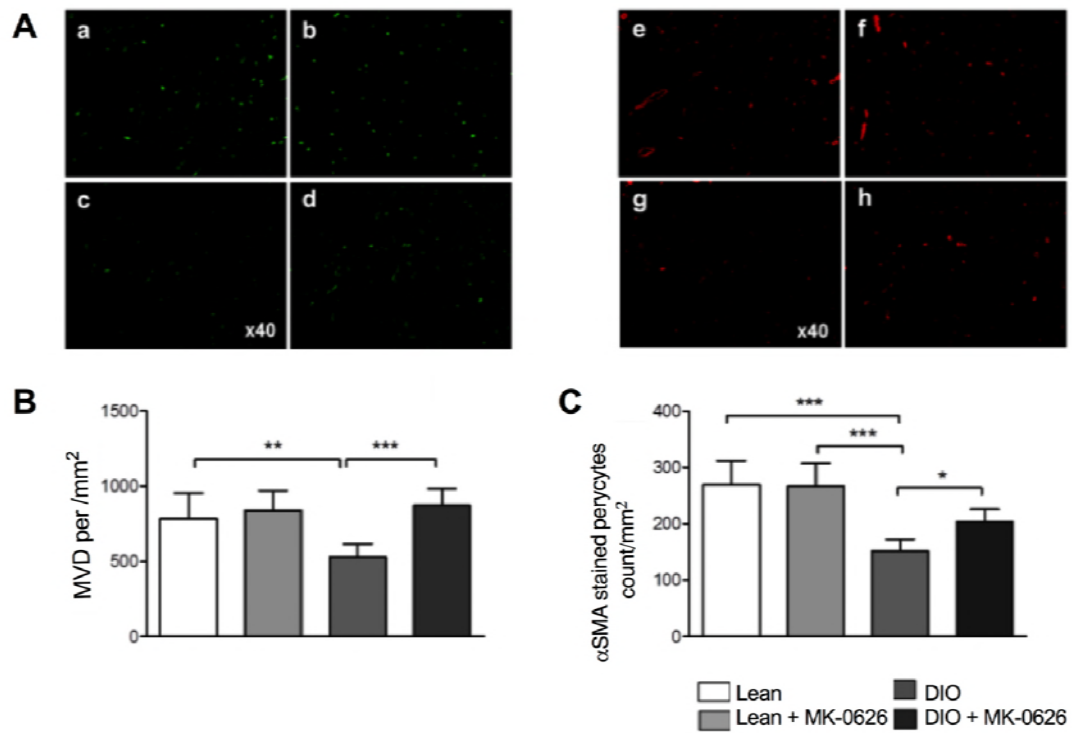 A
a
b
c
d
x40
e
f
g
h
x40
B
1500
1000
500
0
MVD per /mm²
**
***
C
400
300
200
100
0
αSMA stained perycytes
count/mm²
***
***
*
Lean
Lean + MK-0626
DIO
DIO + MK-0626